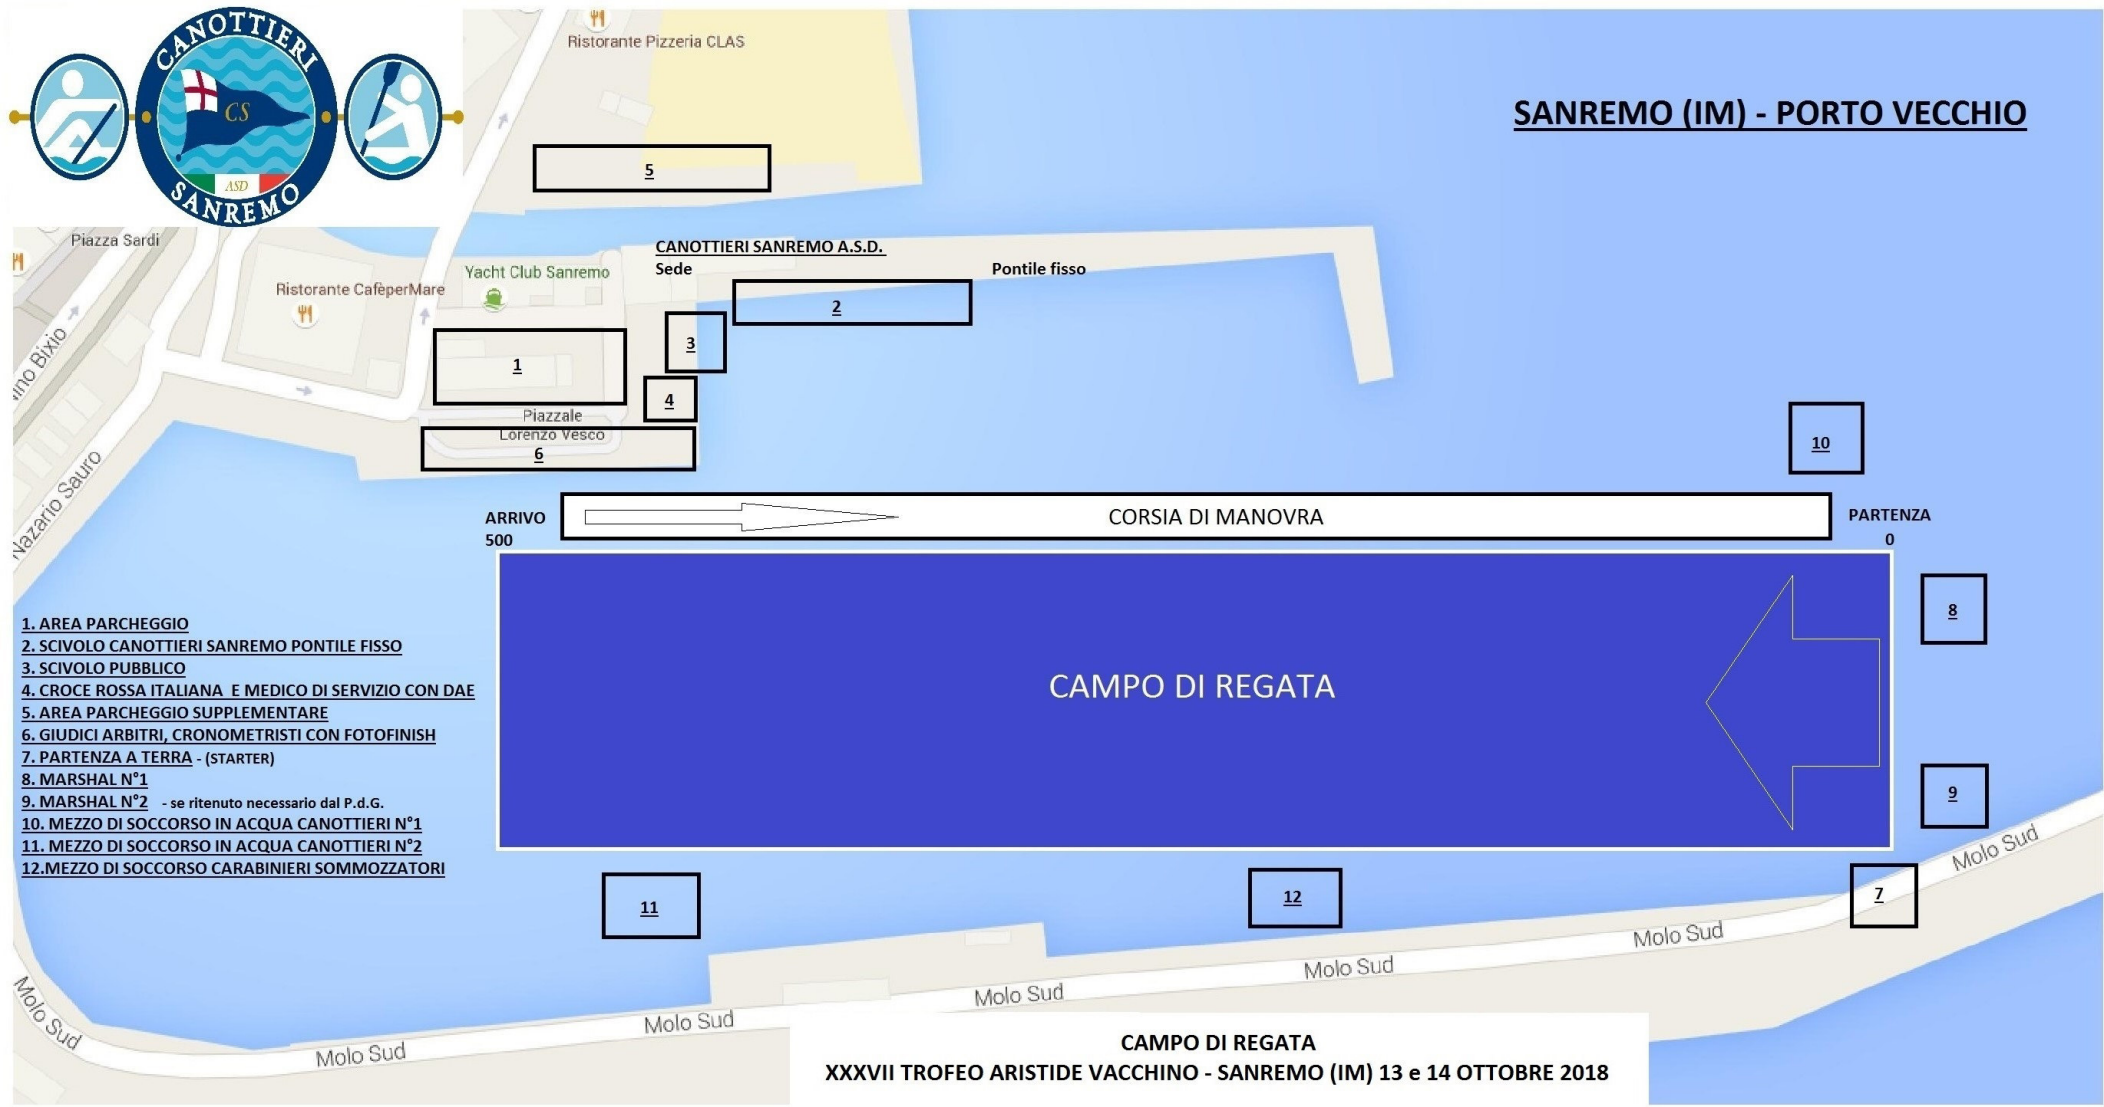 CANOTTIERI
CS
ASD
SANREMO
Ristorante Pizzeria CLAS
SANREMO (IM) - PORTO VECCHIO
5
Piazza Sardi
CANOTTIERI SANREMO A.S.D.
Sede
Pontile fisso
Yacht Club Sanremo
Ristorante CafèperMare
2
3
1
4
Piazzale
Lorenzo Vesco
6
ino Bixio
Nazario Sauro
10
ARRIVO
500
CORSIA DI MANOVRA
PARTENZA
0
8
CAMPO DI REGATA
9
1. AREA PARCHEGGIO
2. SCIVOLO CANOTTIERI SANREMO PONTILE FISSO
3. SCIVOLO PUBBLICO
4. CROCE ROSSA ITALIANA E MEDICO DI SERVIZIO CON DAE
5. AREA PARCHEGGIO SUPPLEMENTARE
6. GIUDICI ARBITRI, CRONOMETRISTI CON FOTOFINISH
7. PARTENZA A TERRA - (STARTER)
8. MARSHAL N°1
9. MARSHAL N°2 - se ritenuto necessario dal P.d.G.
10. MEZZO DI SOCCORSO IN ACQUA CANOTTIERI N°1
11. MEZZO DI SOCCORSO IN ACQUA CANOTTIERI N°2
12.MEZZO DI SOCCORSO CARABINIERI SOMMOZZATORI
11
12
7
Molo Sud
Molo Sud
Molo Sud
Molo Sud
Molo Sud
Molo Sud
Molo Sud
CAMPO DI REGATA
XXXVII TROFEO ARISTIDE VACCHINO - SANREMO (IM) 13 e 14 OTTOBRE 2018